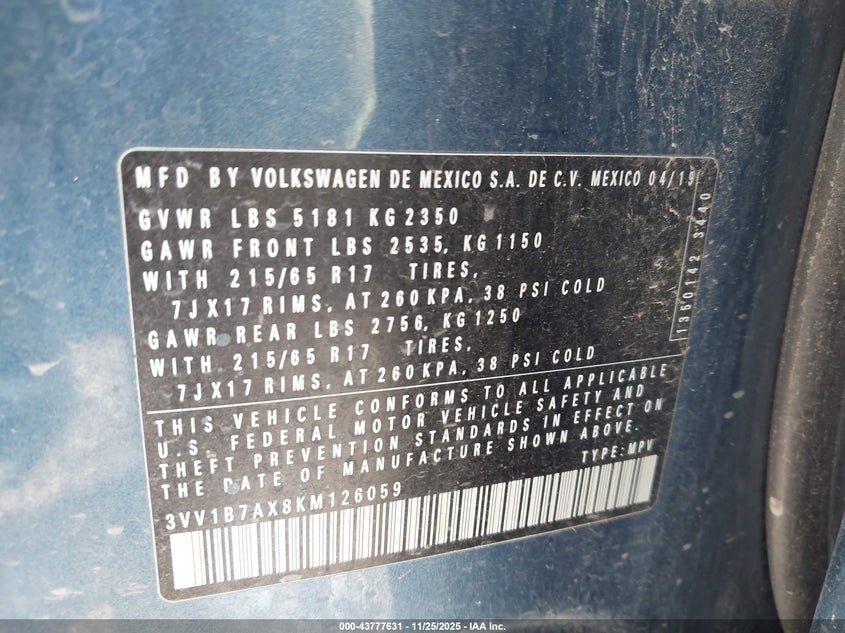 MFD BY VOLKSWAGEN DE MEXICO S.A. DE C.V. MEXICO 04/19
GVWR LBS 5181 KG 2350
GAWR FRONT LBS 2535, KG 1150
WITH 215/65 R17 TIRES,
7JX17 RIMS, AT 260 KPA, 38 PSI COLD
GAWR REAR LBS 2756, KG 1250
WITH 215/65 R17 TIRES,
7JX17 RIMS, AT 260 KPA, 38 PSI COLD
1350142 3440
THIS VEHICLE CONFORMS TO ALL APPLICABLE
U.S. FEDERAL MOTOR VEHICLE SAFETY AND
THEFT PREVENTION STANDARDS IN EFFECT ON
THE DATE OF MANUFACTURE SHOWN ABOVE.
TYPE: MPV
3VV1B7AX8KM126059
000-43777631 - 11/25/2025 - IAA Inc.